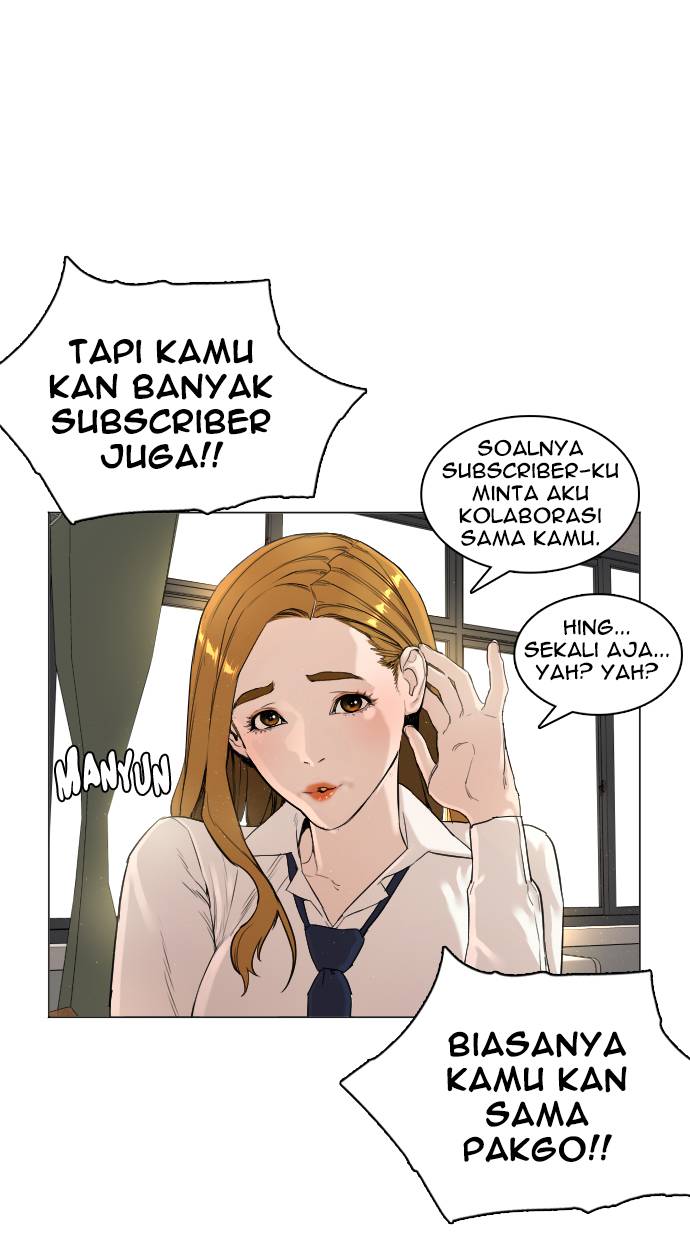 TAPI KAMU
KAN BANYAK
SUBSCRIBER
JUGA!!
SOALNYA
SUBSCRIBER-KU
MINTA AKU
KOLABORASI
SAMA KAMU.
HING...
SEKALI AJA...
YAH? YAH?
MANYUN
BIASANYA
KAMU KAN
SAMA
PAKGO!!